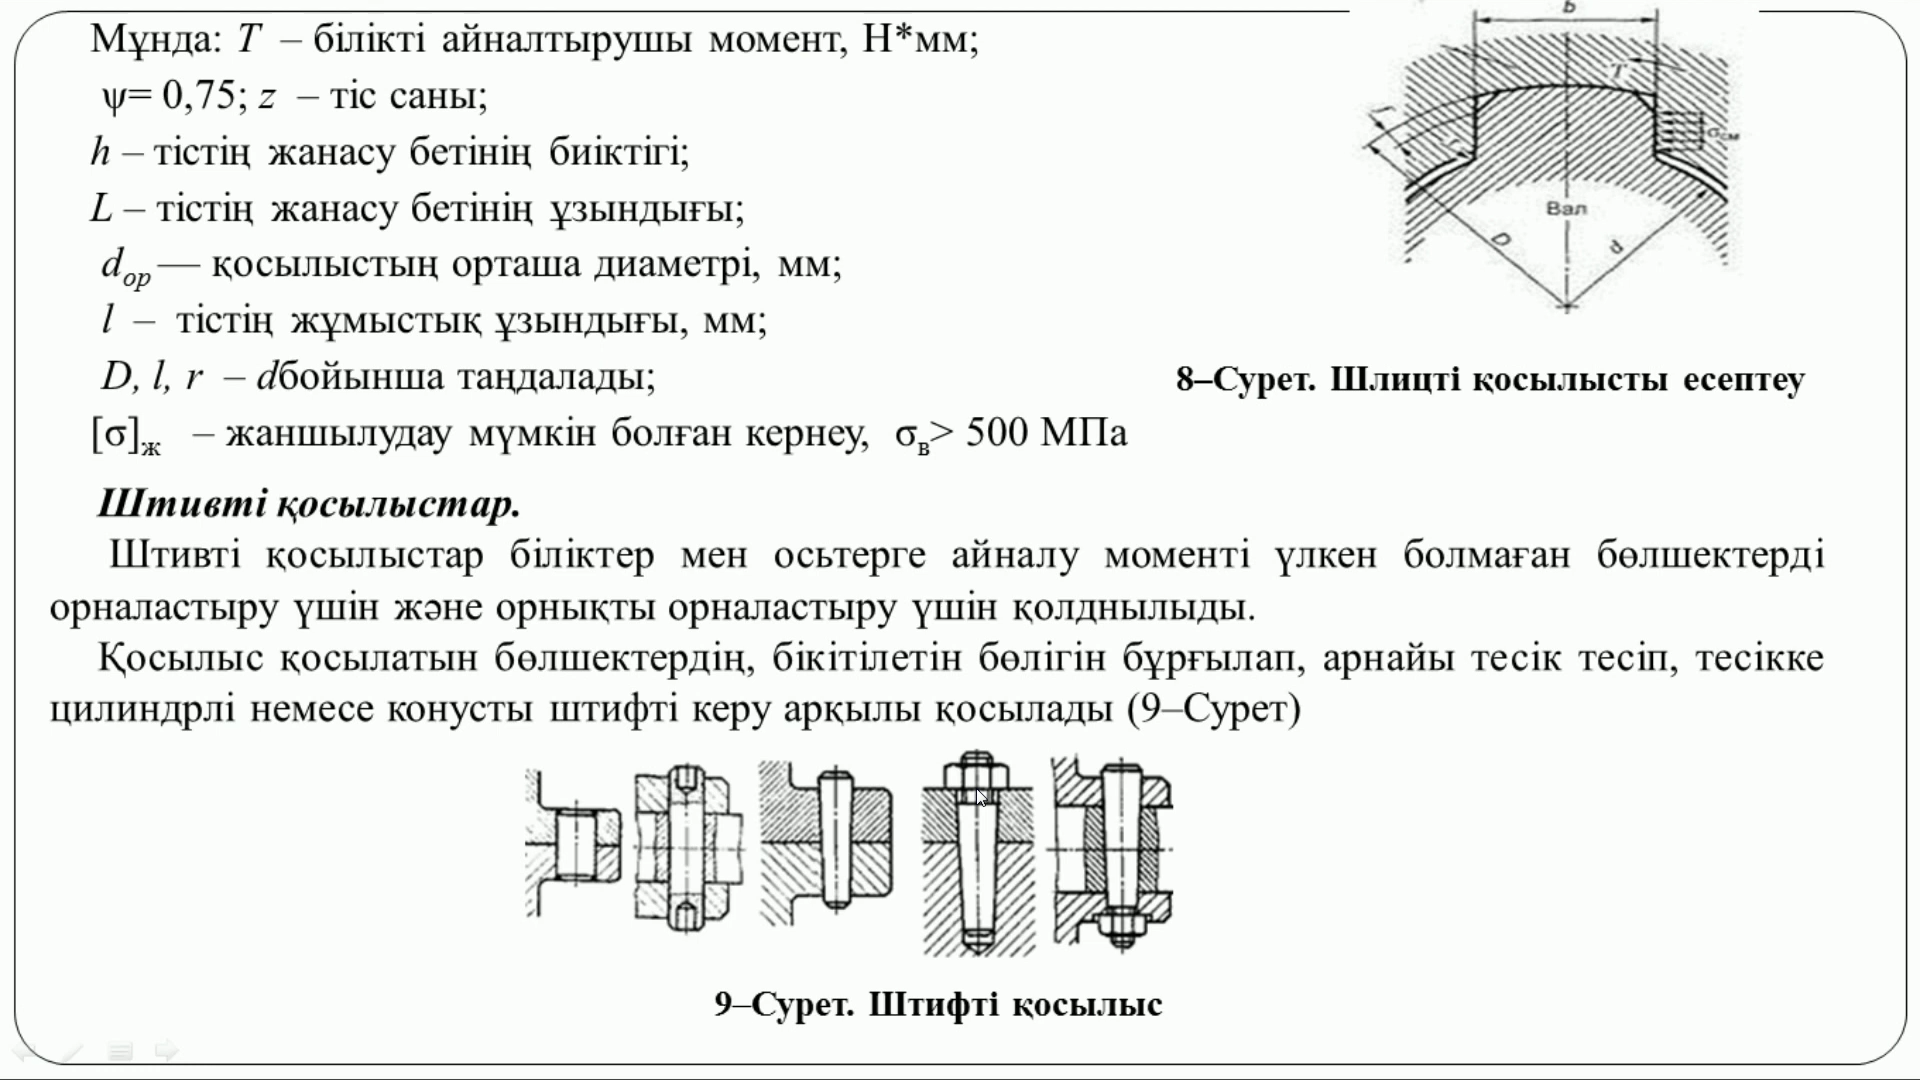 Мұнда: T – білікті айналтырушы момент, Н*мм;
ψ= 0,75; z – тіс саны;
h – тістің жанасу бетінің биіктігі;
L – тістің жанасу бетінің ұзындығы;
dор — қосылыстың орташа диаметрі, мм;
l – тістің жұмыстық ұзындығы, мм;
D, l, r – dбойынша таңдалады;
[σ]ж – жаншылудау мүмкін болған кернеу, σв> 500 МПа
b
T
σсм
Вал
D
d
8–Сурет. Шлицті қосылысты есептеу
Штивті қосылыстар.
Штивті қосылыстар біліктер мен осьтерге айналу моменті үлкен болмаған бөлшектерді
орналастыру үшін және орнықты орналастыру үшін қолднылыды.
Қосылыс қосылатын бөлшектердің, бікітілетін бөлігін бұрғылап, арнайы тесік тесіп, тесікке
цилиндрлі немесе конусты штифті керу арқылы қосылады (9–Сурет)
9–Сурет. Штифті қосылыс